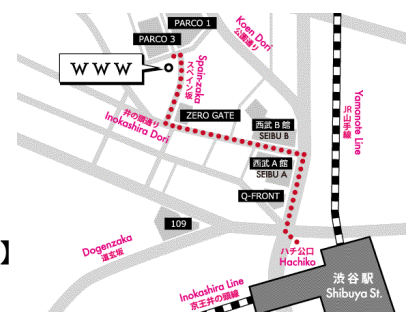 PARCO 1
PARCO 3
Koen Dori
公園通り
WWW
Spain-zaka
スペイン坂
ZERO GATE
井の頭通り
Inokashira Dori
西武 B 館
SEIBU B
西武 A 館
SEIBU A
Q-FRONT
Yamanote Line
JR山手線
109
Dogenzaka
道玄坂
ハチ公口
Hachiko
】
Inokashira Line
京王井の頭線
渋谷駅
Shibuya St.